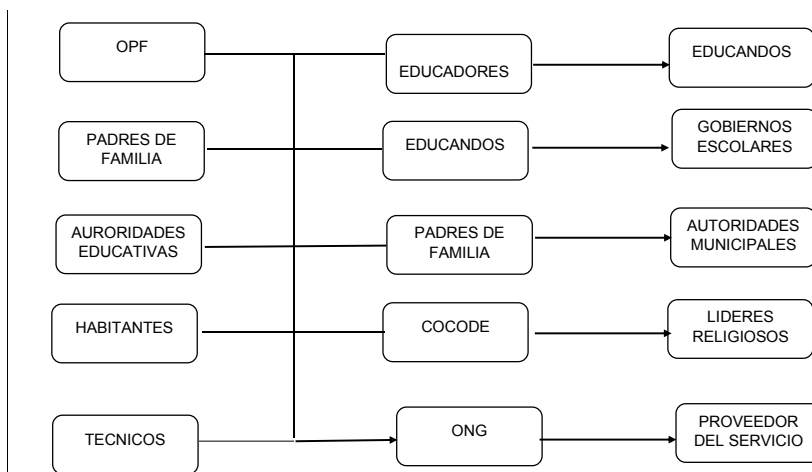 OPF
EDUCADORES
EDUCANDOS
PADRES DE
FAMILIA
EDUCANDOS
GOBIERNOS
ESCOLARES
AURORIDADES
EDUCATIVAS
PADRES DE
FAMILIA
AUTORIDADES
MUNICIPALES
HABITANTES
COCODE
LIDERES
RELIGIOSOS
TECNICOS
ONG
PROVEEDOR
DEL SERVICIO